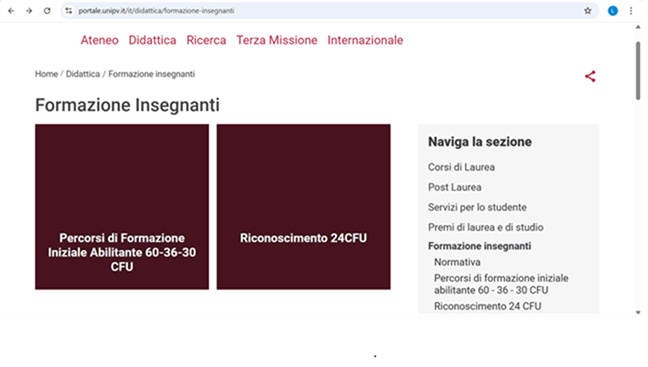 portale.unipv.it/it/didattica/formazione-insegnanti
L
Ateneo Didattica Ricerca Terza Missione Internazionale
Home / Didattica / Formazione insegnanti
Formazione Insegnanti
Percorsi di Formazione
Iniziale Abilitante 60-36-30
CFU
Riconoscimento 24CFU
Naviga la sezione
Corsi di Laurea
Post Laurea
Servizi per lo studente
Premi di laurea e di studio
Formazione insegnanti
Normativa
Percorsi di formazione iniziale
abilitante 60 - 36 - 30 CFU
Riconoscimento 24 CFU
.